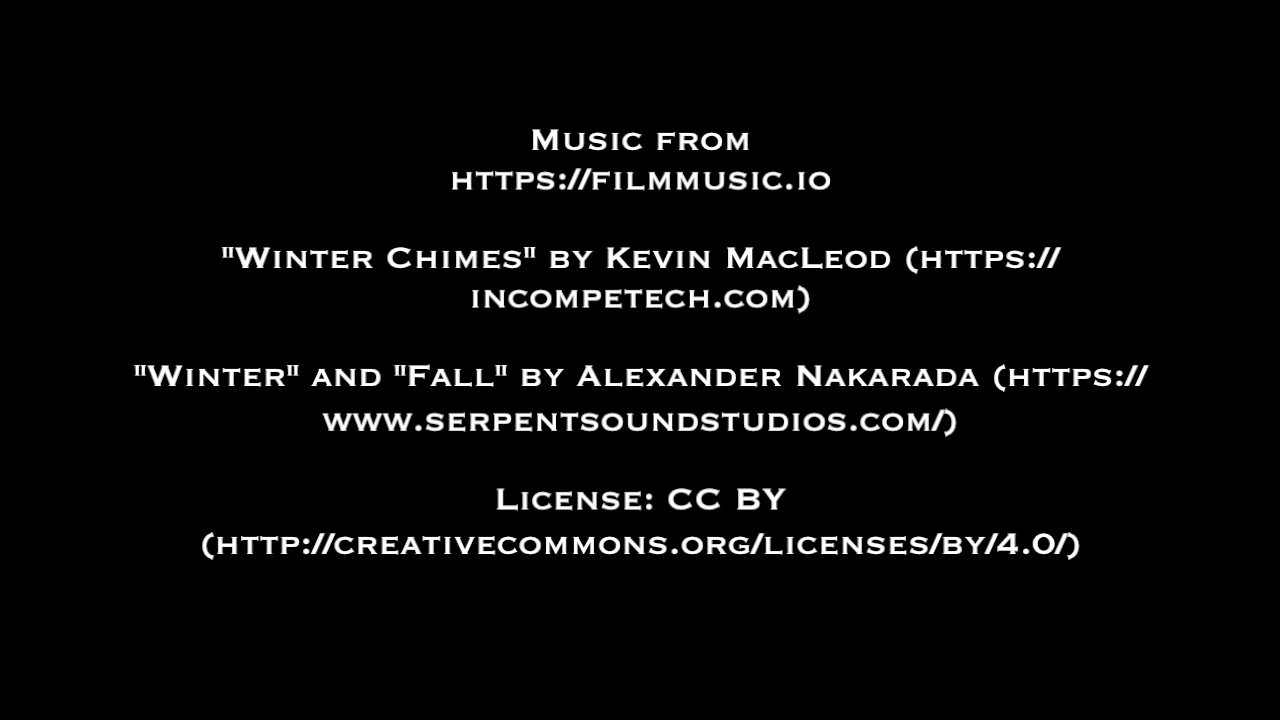 Music from
https://filmmusic.io
"Winter Chimes" by Kevin MacLeod (https://
incompetech.com)
"Winter" and "Fall" by Alexander Nakarada (https://
www.serpentsoundstudios.com/)
License: CC BY
(http://creativecommons.org/licenses/by/4.0/)